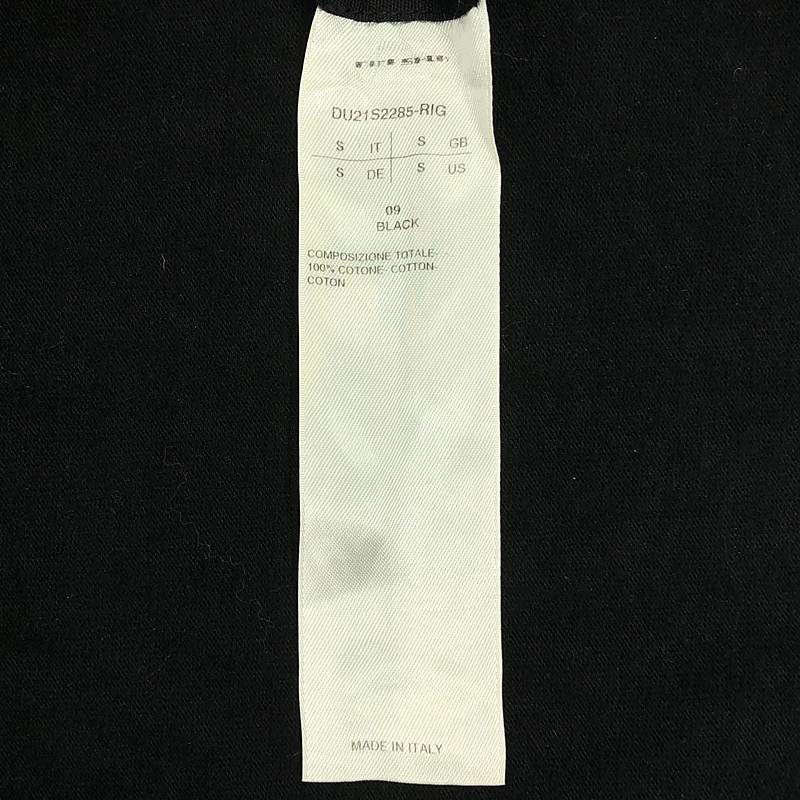 DU21S2285-RIG
S IT S GB
S DE S US
09
BLACK
COMPOSIZIONE TOTALE-
100% COTONE- COTTON-
COTON
MADE IN ITALY